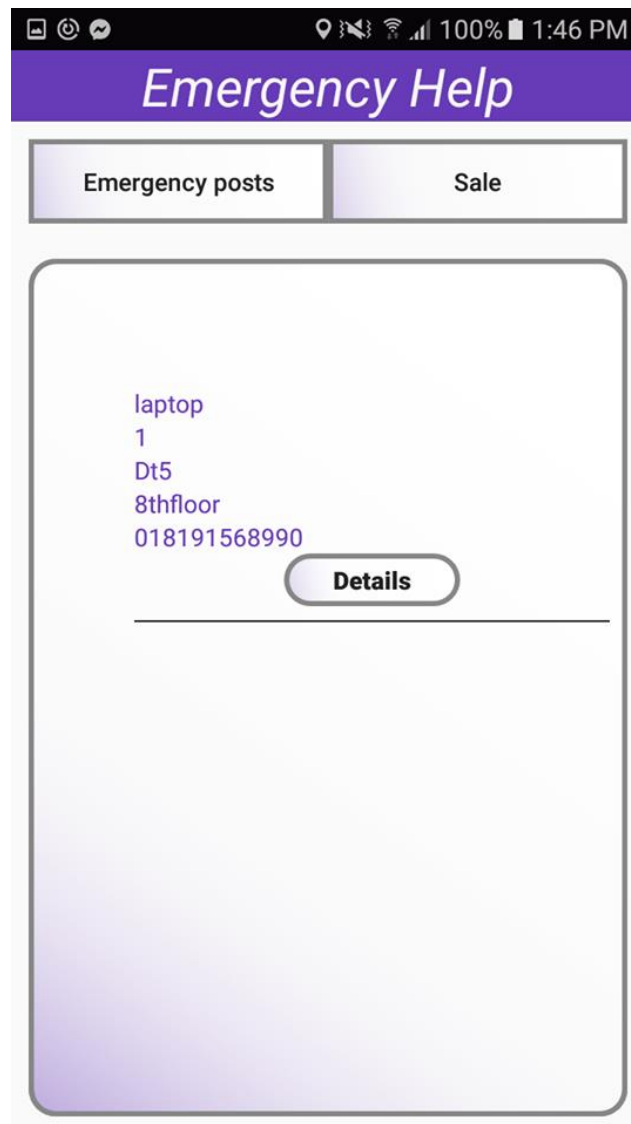 100% 1:46 PM
Emergency Help
Emergency posts
Sale
laptop
1
Dt5
8thfloor
018191568990
Details